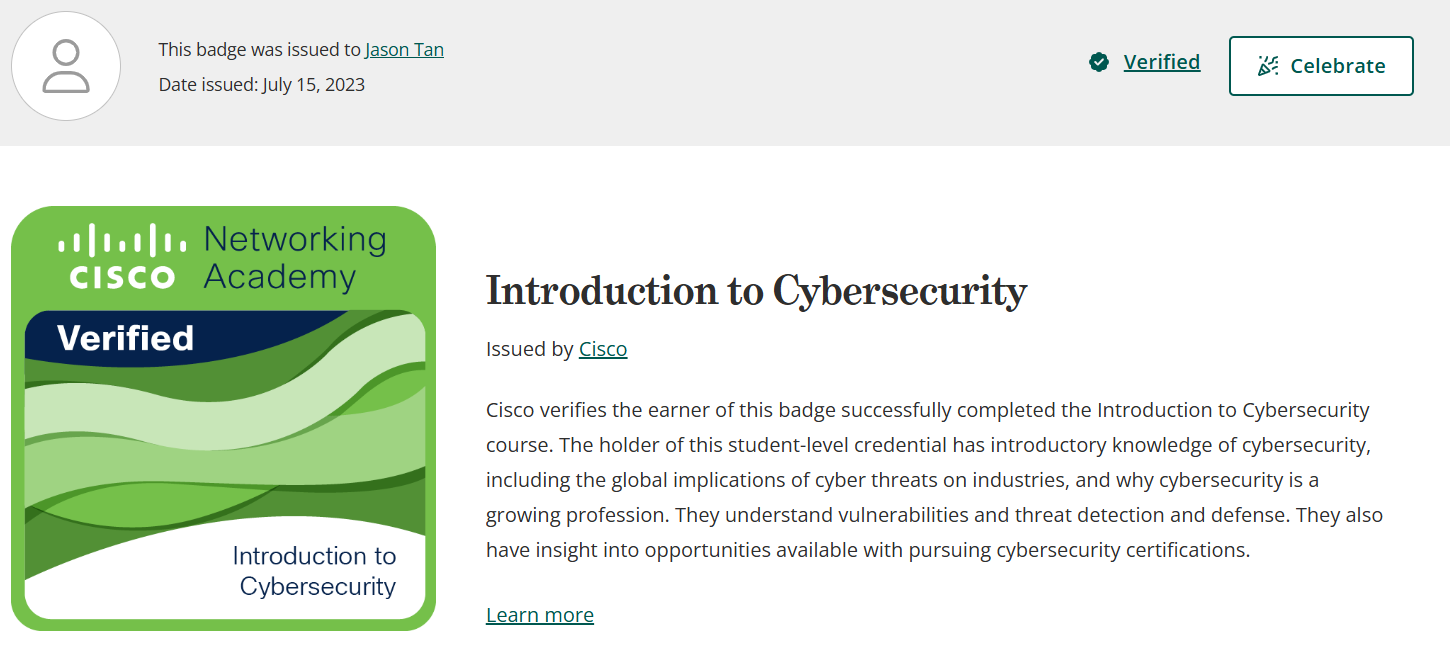 This badge was issued to Jason Tan
Date issued: July 15, 2023
Verified
Celebrate
CISCO
Networking
Academy
Verified
Introduction to
Cybersecurity
Introduction to Cybersecurity
Issued by Cisco
Cisco verifies the earner of this badge successfully completed the Introduction to Cybersecurity
course. The holder of this student-level credential has introductory knowledge of cybersecurity,
including the global implications of cyber threats on industries, and why cybersecurity is a
growing profession. They understand vulnerabilities and threat detection and defense. They also
have insight into opportunities available with pursuing cybersecurity certifications.
Learn more